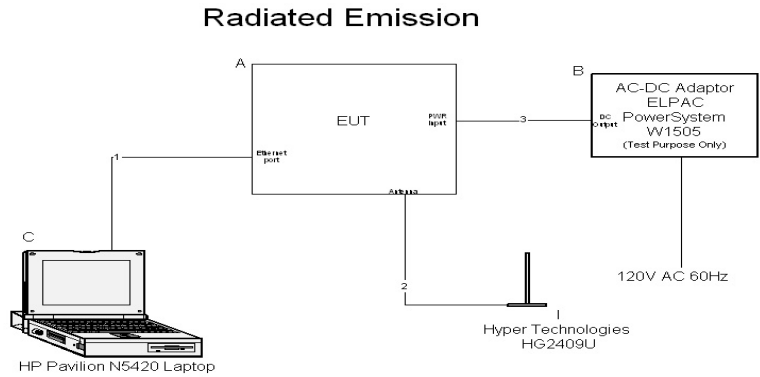 Radiated Emission
A
B
EUT
PWR
Input
3
DC
Output
AC-DC Adaptor
ELPAC
PowerSystem
W1505
(Test Purpose Only)
1
Ethernet
port
Antenna
C
2
120V AC 60Hz
I
Hyper Technologies
HG2409U
HP Pavilion N5420 Laptop